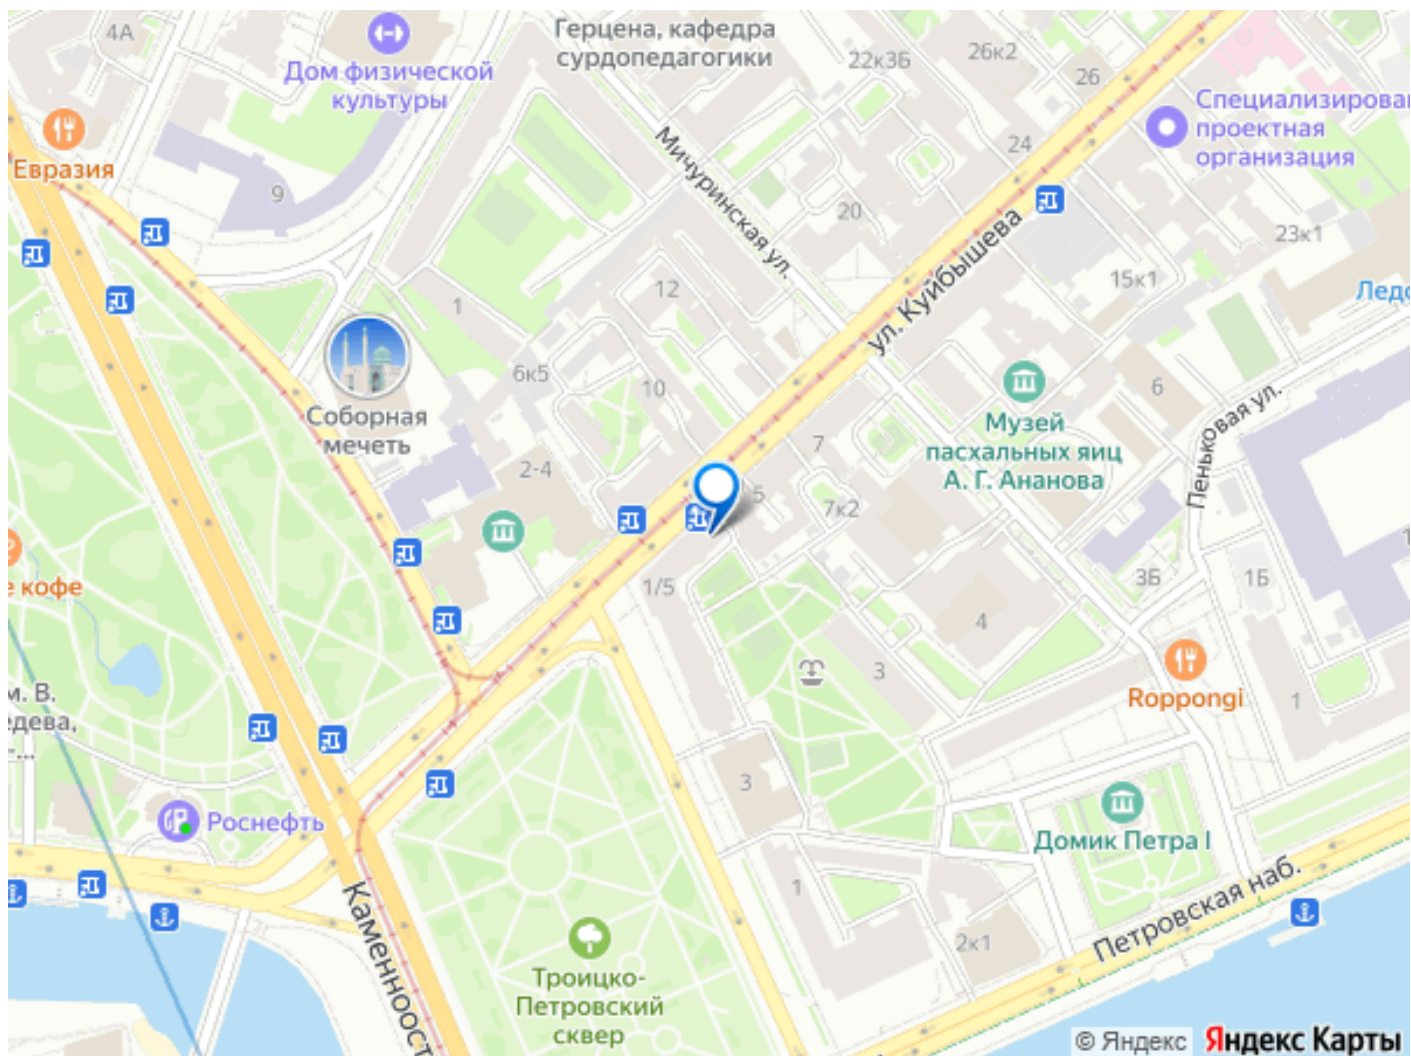 4А
Дом физической
культуры
Герцена, кафедра
сурдопедагогики
22к3Б
26к2
26
Специализирова
проектная
организация
Евразия
9
Мичуринская ул.
24
20
ул. Куйбышева
23к1
15к1
Ледо
1
12
Соборная
мечеть
6к5
10
2-4
7
5
7к2
Музей
пасхальных яиц
А. Г. Ананова
6
Пеньковая ул.
е кофе
1/5
3Б
1Б
1
4
3
Roppongi
1
м. В.
едева,
г...
Роснефть
3
Домик Петра I
1
2к1
Петровская наб.
Каменноост
Троицко-
Петровский
сквер
© Яндекс Яндекс Карты